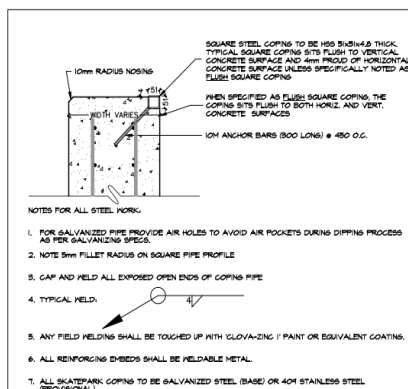 SQUARE STEEL COPING TO BE HSS 51x51x4.8 THICK.
TYPICAL SQUARE COPING SITS FLUSH TO VERTICAL
CONCRETE SURFACE AND 4mm PROUD OF HORIZONTAL
CONCRETE SURFACE UNLESS SPECIFICALLY NOTED AS
FLUSH SQUARE COPING
10mm RADIUS NOSING
4
51
51
WHEN SPECIFIED AS FLUSH SQUARE COPING, THE
COPING SITS FLUSH TO BOTH HORIZ. AND VERT.
CONCRETE SURFACES
WIDTH VARIES
10M ANCHOR BARS (300 LONG) @ 450 O.C.
NOTES FOR ALL STEEL WORK:
1. FOR GALVANIZED PIPE PROVIDE AIR HOLES TO AVOID AIR POCKETS DURING DIPPING PROCESS
AS PER GALVANIZING SPECS.
2. NOTE 5mm FILLET RADIUS ON SQUARE PIPE PROFILE
3. CAP AND WELD ALL EXPOSED OPEN ENDS OF COPING PIPE
4. TYPICAL WELD:
4
5. ANY FIELD WELDING SHALL BE TOUCHED UP WITH 'CLOVA-ZINC 1' PAINT OR EQUIVALENT COATING.
6. ALL REINFORCING EMBEDS SHALL BE WELDABLE METAL.
7. ALL SKATEPARK COPING TO BE GALVANIZED STEEL (BASE) OR 409 STAINLESS STEEL
(PROVISIONAL)